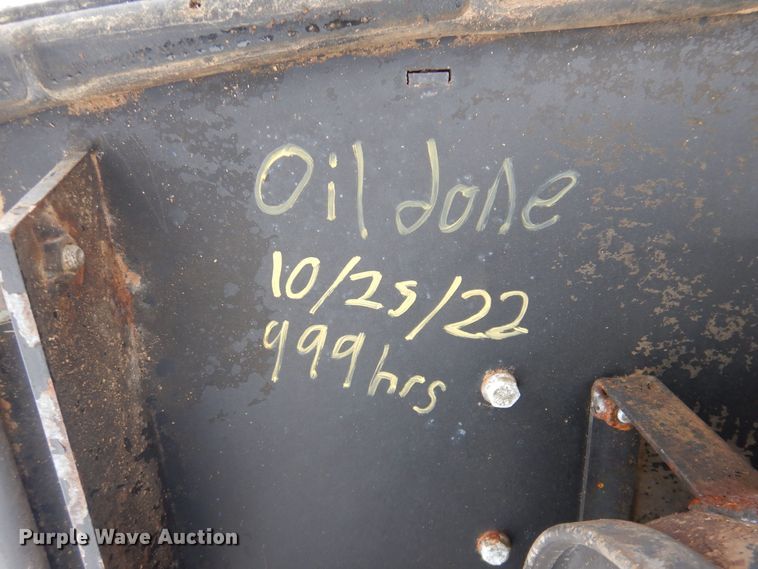 Oil done
10/25/22
999 hrs
Purple Wave Auction